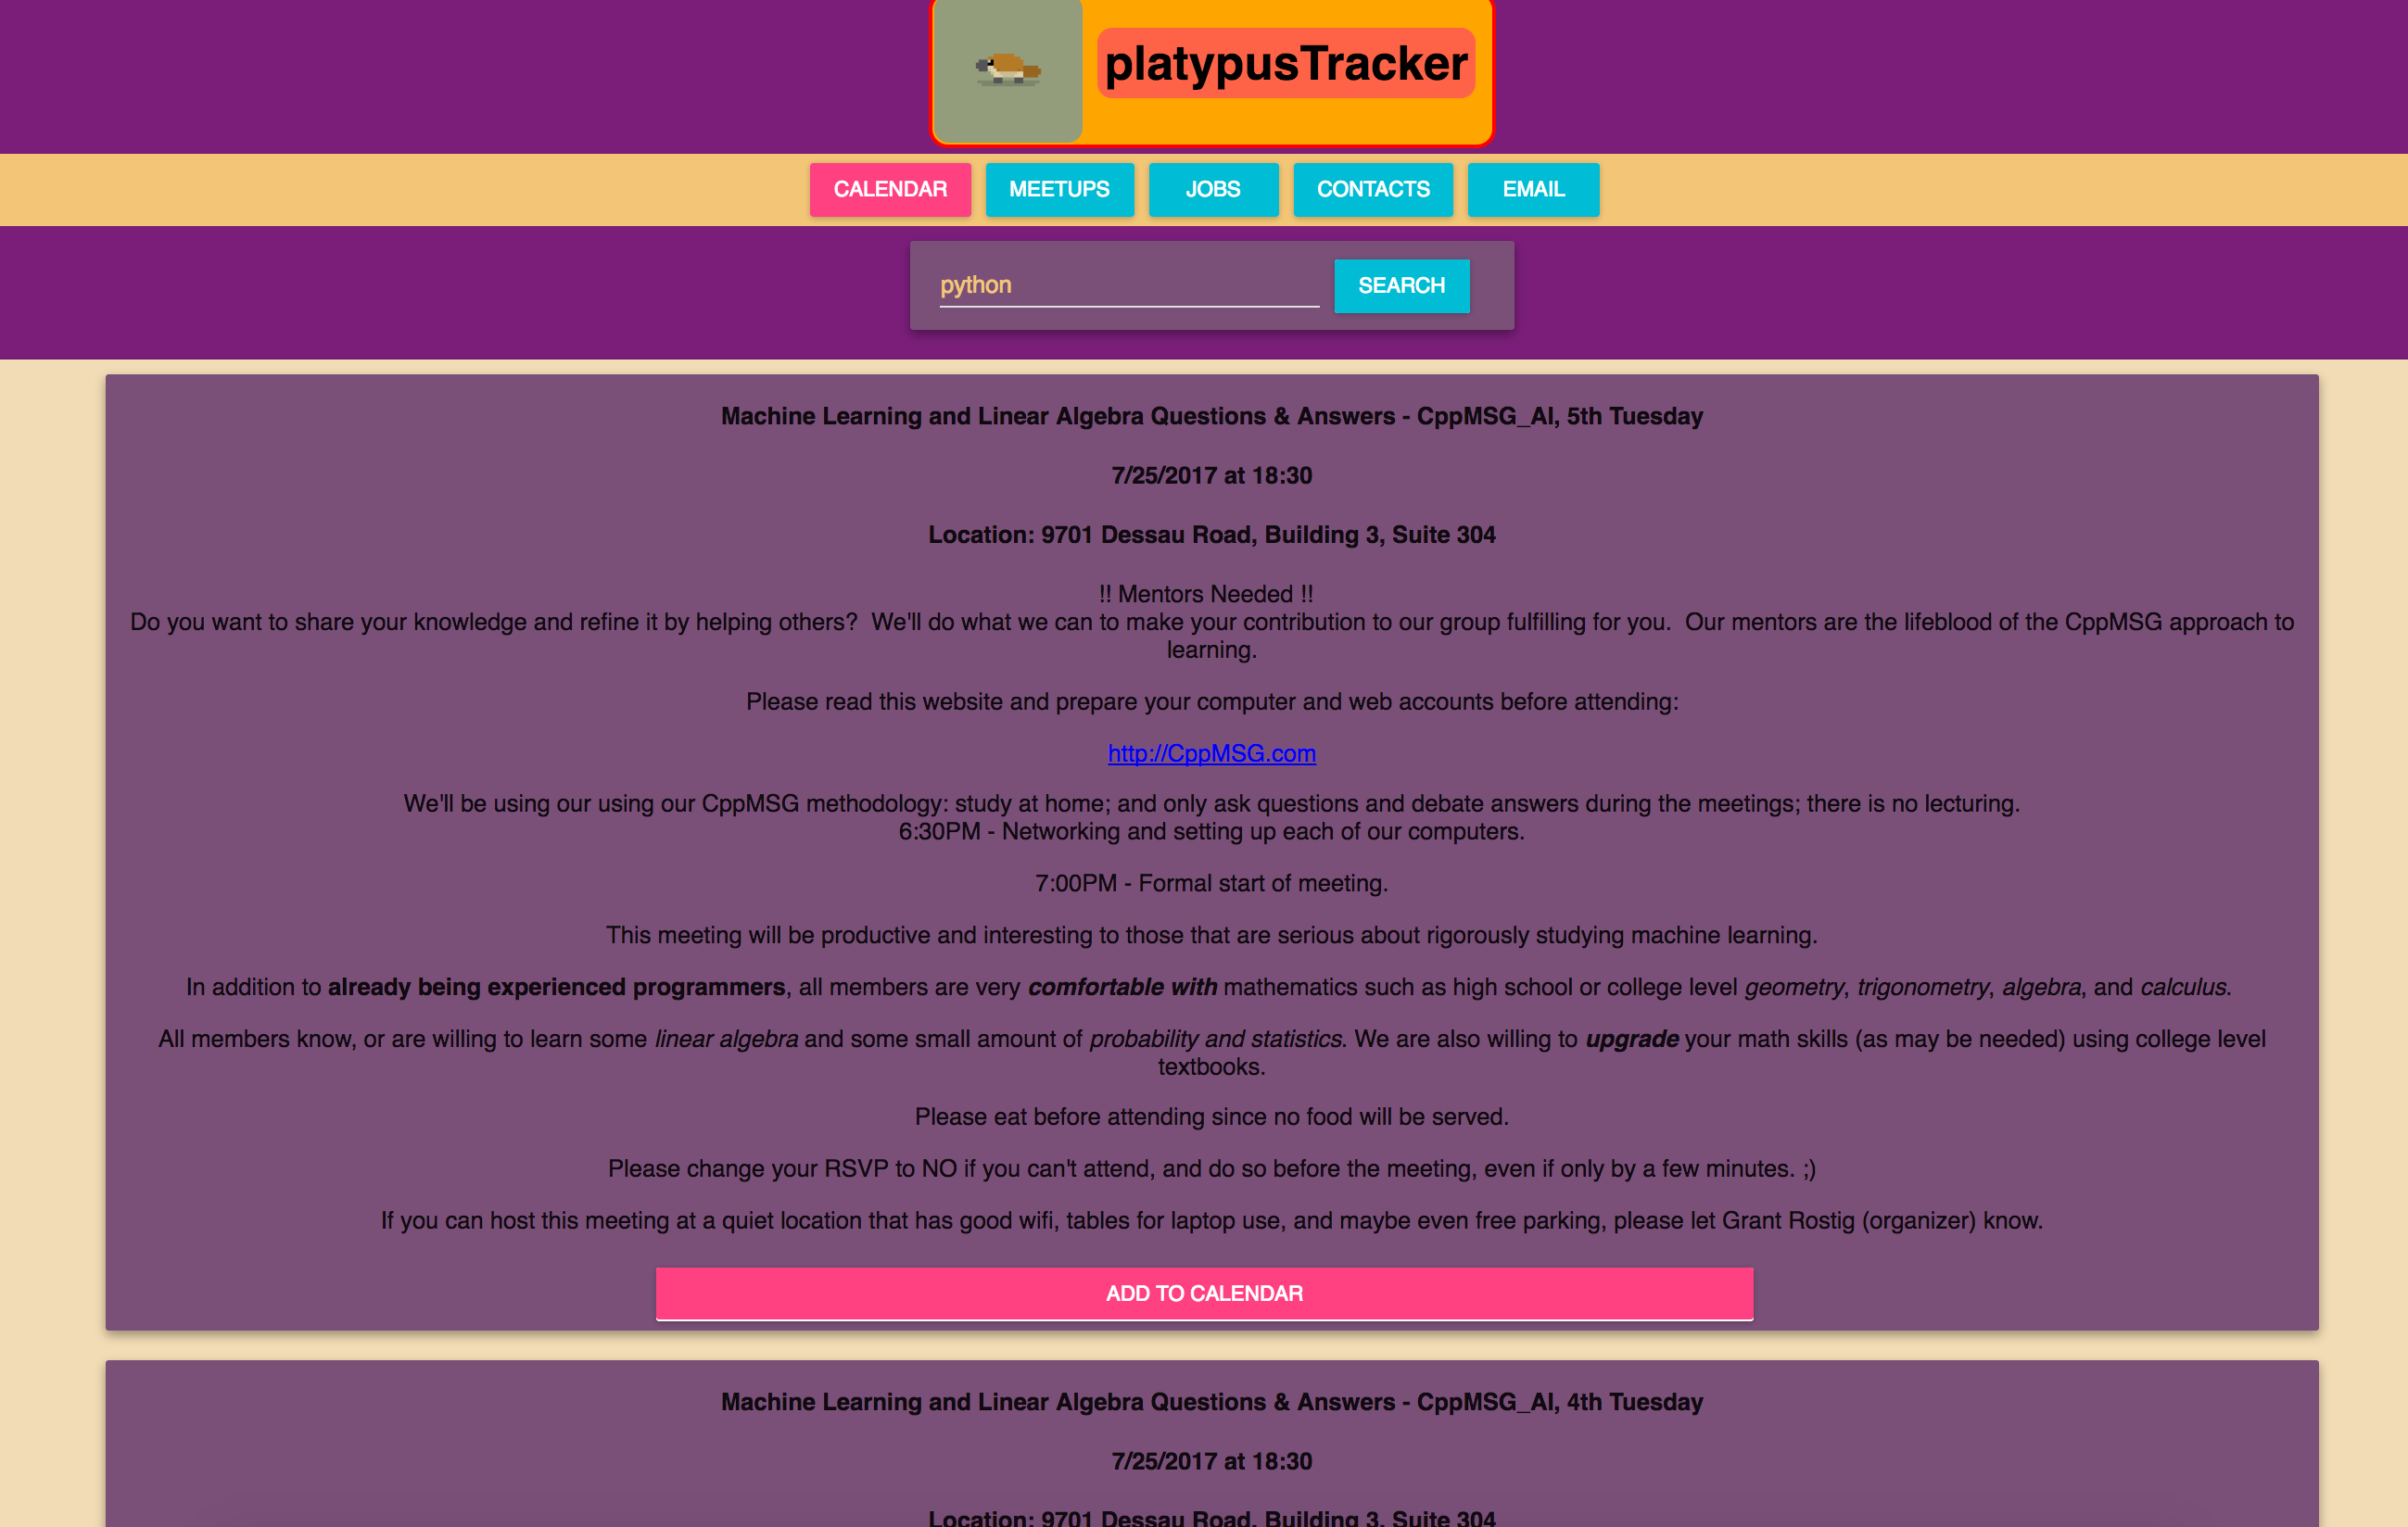 platypusTracker
CALENDAR MEETUPS JOBS CONTACTS EMAIL
python SEARCH
Machine Learning and Linear Algebra Questions & Answers - CppMSG_AI, 5th Tuesday
7/25/2017 at 18:30
Location: 9701 Dessau Road, Building 3, Suite 304
!! Mentors Needed !!
Do you want to share your knowledge and refine it by helping others?  We'll do what we can to make your contribution to our group fulfilling for you.  Our mentors are the lifeblood of the CppMSG approach to
learning.
Please read this website and prepare your computer and web accounts before attending:
http://CppMSG.com
We'll be using our using our CppMSG methodology: study at home; and only ask questions and debate answers during the meetings; there is no lecturing.
6:30PM - Networking and setting up each of our computers.
7:00PM - Formal start of meeting.
This meeting will be productive and interesting to those that are serious about rigorously studying machine learning.
In addition to already being experienced programmers, all members are very comfortable with mathematics such as high school or college level geometry, trigonometry, algebra, and calculus.
All members know, or are willing to learn some linear algebra and some small amount of probability and statistics. We are also willing to upgrade your math skills (as may be needed) using college level
textbooks.
Please eat before attending since no food will be served.
Please change your RSVP to NO if you can't attend, and do so before the meeting, even if only by a few minutes. ;)
If you can host this meeting at a quiet location that has good wifi, tables for laptop use, and maybe even free parking, please let Grant Rostig (organizer) know.
ADD TO CALENDAR
Machine Learning and Linear Algebra Questions & Answers - CppMSG_AI, 4th Tuesday
7/25/2017 at 18:30
Location: 9701 Dessau Road, Building 3, Suite 304